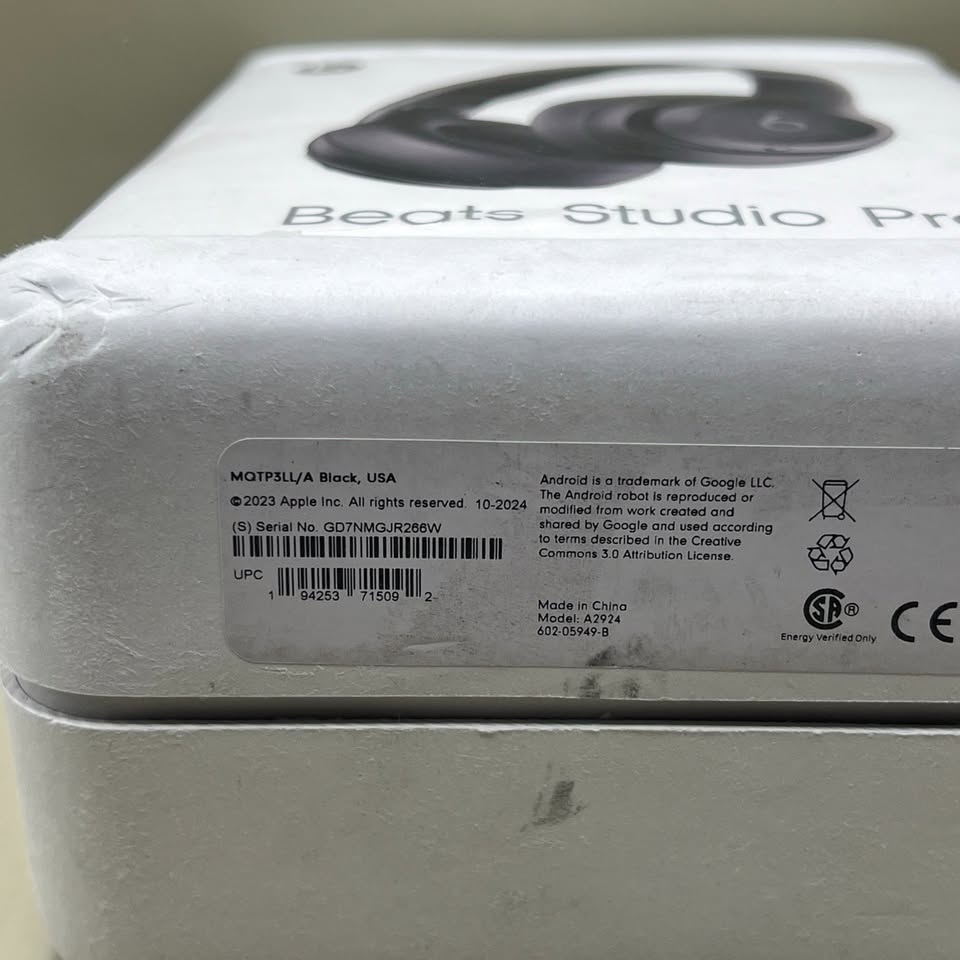 Beats Studio Pro
MQTP3LL/A Black, USA
©2023 Apple Inc. All rights reserved. 10-2024
(S) Serial No. GD7NMGJR266W
UPC
1 94253 71509 2
Android is a trademark of Google LLC.
The Android robot is reproduced or
modified from work created and
shared by Google and used according
to terms described in the Creative
Commons 3.0 Attribution License.
Made in China
Model: A2924
602-05949-B
SA®
Energy Verified Only
CE